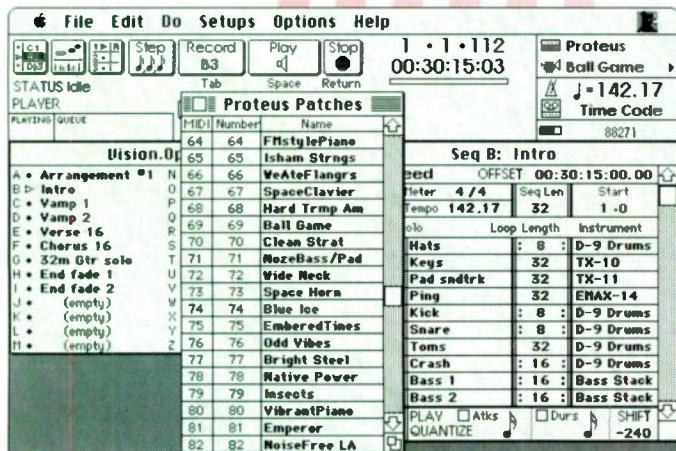 File Edit Do Setups Options Help
C1
D♭3
Step
Record
B3
Play
Stop
1 • 1•112
00:30:15:03
Proteus
Ball Game
Tab Space Return
STATUS Idle
PLAYER
PLAYING QUEUE
♩=142.17
Time Code
88271
Proteus Patches
MIDI Number Name
64 64 FMstylePiano
65 65 Isham Strngs
66 66 WeAteFlangrs
67 67 SpaceClavier
68 68 Hard Trmp Am
69 69 Ball Game
70 70 Clean Strat
71 71 NozeBass/Pad
72 72 Wide Neck
73 73 Space Horn
74 74 Blue Ice
75 75 EmberedTines
76 76 Odd Vibes
77 77 Bright Steel
78 78 Native Power
79 79 Insects
80 80 VibrantPiano
81 81 Emperor
82 82 NoiseFree LA
Vision.Op
A • Arrangement #1 N
B ▷ Intro O
C • Vamp 1 P
D • Vamp 2 Q
E • Verse 16 R
F • Chorus 16 S
G • 32m Gtr solo T
H • End fade 1 U
I • End fade 2 V
J • (empty) W
K • (empty) X
L • (empty) Y
M • (empty) Z
Seq B: Intro
eed OFFSET 00:30:15:00.00
Meter 4/4 Seq Len Start
Tempo 142.17 32 1 •0
olo Loop Length Instrument
Hats : 8 : D-9 Drums
Keys 32 TX-10
Pad sndtrk 32 TX-11
Ping 32 EMAX-14
Kick : 8 : D-9 Drums
Snare : 8 : D-9 Drums
Toms 32 D-9 Drums
Crash : 16 : D-9 Drums
Bass 1 : 16 : Bass Stack
Bass 2 : 16 : Bass Stack
PLAY Atks Durs SHIFT
QUANTIZE -240